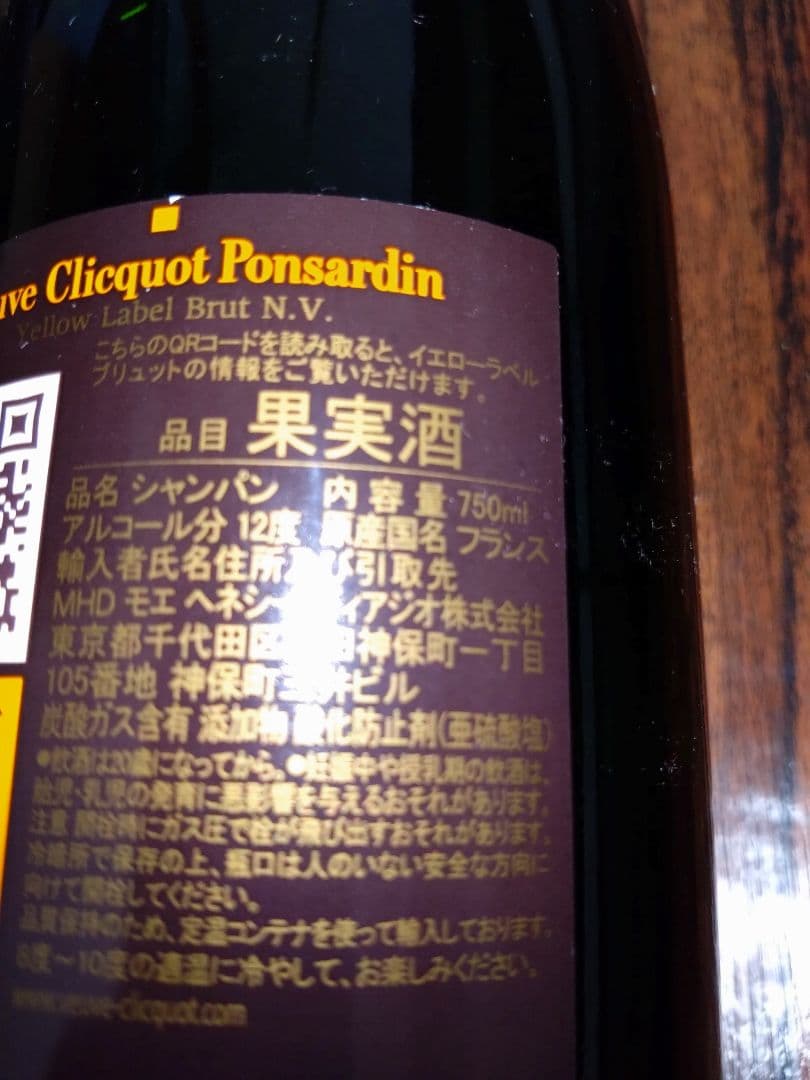 Clicquot Ponsardin
Yellow Label Brut N.V.
こちらのQRコードを読み取ると、イエローラベル
ブリュットの情報をご覧いただけます。
品目 果実酒
品名 シャンパン 内容量 750ml
アルコール分 12度 原産国名 フランス
輸入者氏名住所 引取先
MHD モエ ヘネシー アジオ株式会社
東京都千代田区 神保町一丁目
105番地 神保町 ビル
炭酸ガス含有 添加物 酸化防止剤(亜硫酸塩)
●飲酒は20歳になってから。●妊娠中や授乳期の飲酒は、
胎児・乳児の発育に悪影響を与えるおそれがあります。
注意 開栓時にガス圧で栓が飛び出すおそれがあります。
冷暗所で保存の上、瓶口は人のいない安全な方向に
向けて開栓してください。
品質保持のため、定温コンテナを使って輸入しております。
8度〜10度の適温に冷やして、お楽しみください。
www.veuve-clicquot.com